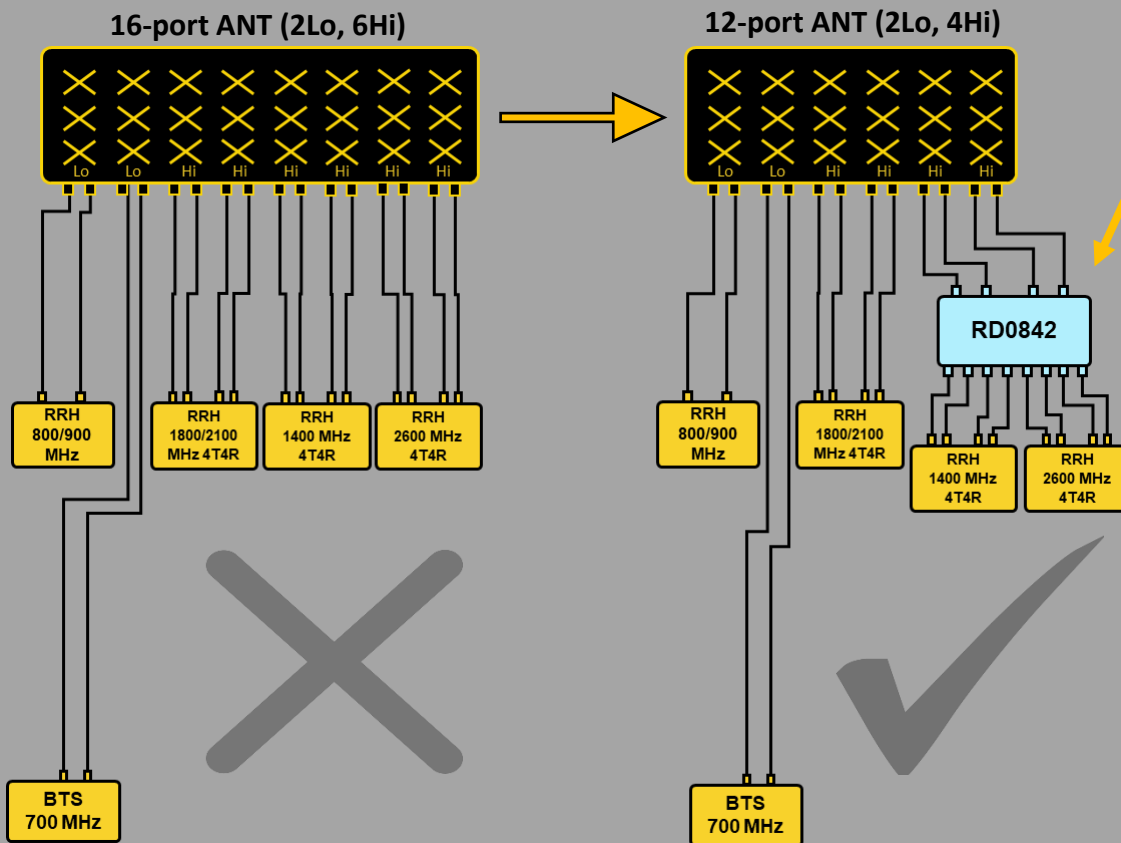 16-port ANT (2Lo, 6Hi)
Lo
Lo
Hi
Hi
Hi
Hi
Hi
Hi
RRH
800/900
MHz
RRH
1800/2100
MHz 4T4R
RRH
1400 MHz
4T4R
RRH
2600 MHz
4T4R
BTS
700 MHz
12-port ANT (2Lo, 4Hi)
Lo
Lo
Hi
Hi
Hi
Hi
RD0842
RRH
800/900
MHz
RRH
1800/2100
MHz 4T4R
RRH
1400 MHz
4T4R
RRH
2600 MHz
4T4R
BTS
700 MHz